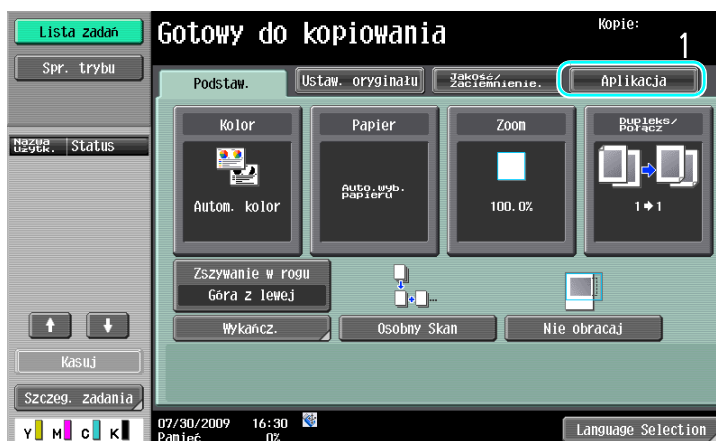 Lista zadań
Spr. trybu
Nazwa użytk.
Status
Kasuj
Szczeg. zadania
Y M C K
Gotowy do kopiowania
Kopie:
1
Podstaw.
Ustaw. oryginału
Jakość/
zaciemnienie.
Aplikacja
Kolor
Autom. kolor
Papier
Auto.wyb.
papieru
Zoom
100.0%
Dupleks/
Połącz
1➔1
Zszywanie w rogu
Góra z lewej
Wykańcz.
Osobny Skan
Nie obracaj
07/30/2009 16:30
Pamięć 0%
Language Selection